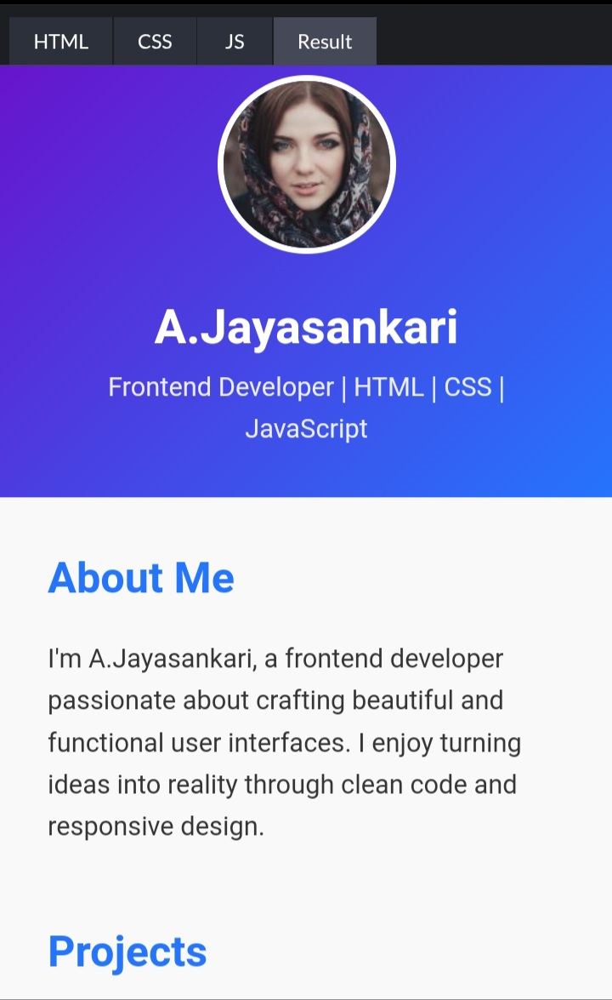 HTML CSS JS Result
A.Jayasankari
Frontend Developer | HTML | CSS |
JavaScript
About Me
I'm A.Jayasankari, a frontend developer
passionate about crafting beautiful and
functional user interfaces. I enjoy turning
ideas into reality through clean code and
responsive design.
Projects